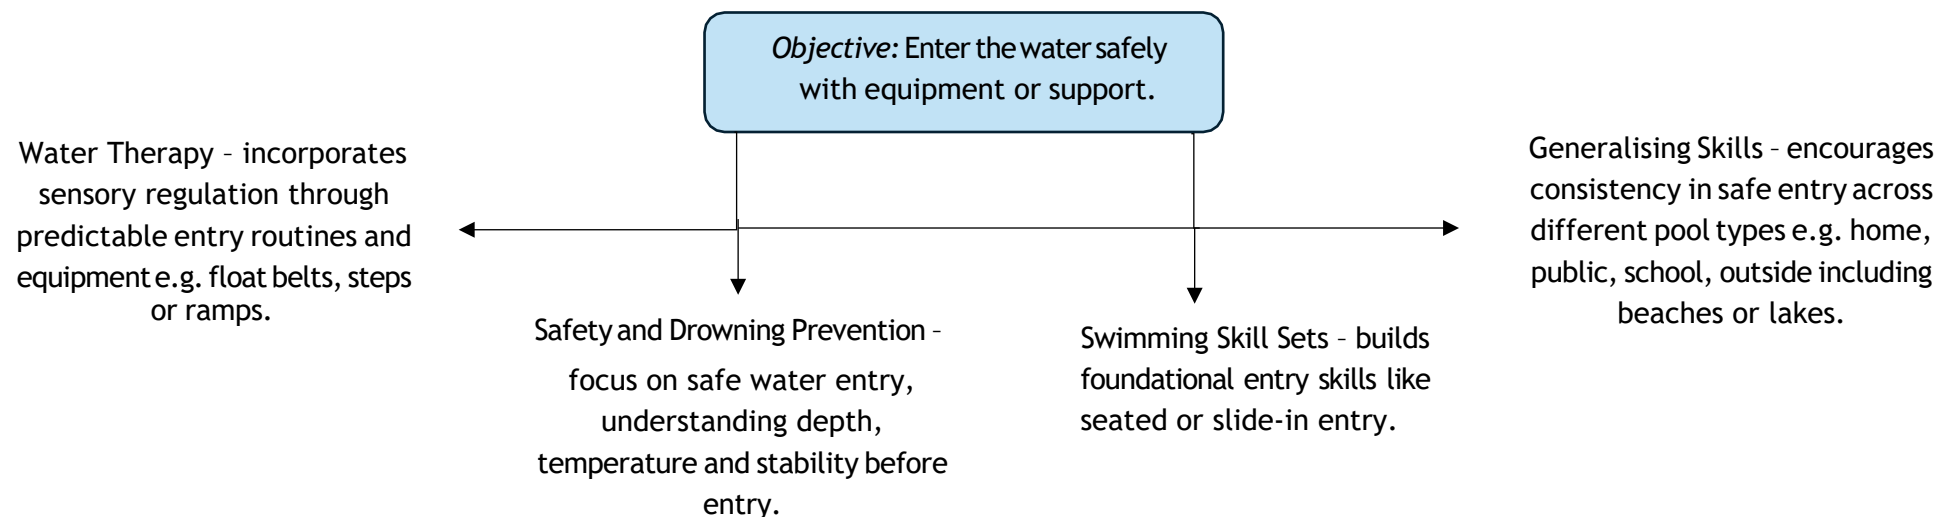 Objective: Enter the water safely
with equipment or support.
Water Therapy – incorporates
sensory regulation through
predictable entry routines and
equipment e.g. float belts, steps
or ramps.
Safety and Drowning Prevention –
focus on safe water entry,
understanding depth,
temperature and stability before
entry.
Swimming Skill Sets – builds
foundational entry skills like
seated or slide-in entry.
Generalising Skills – encourages
consistency in safe entry across
different pool types e.g. home,
public, school, outside including
beaches or lakes.